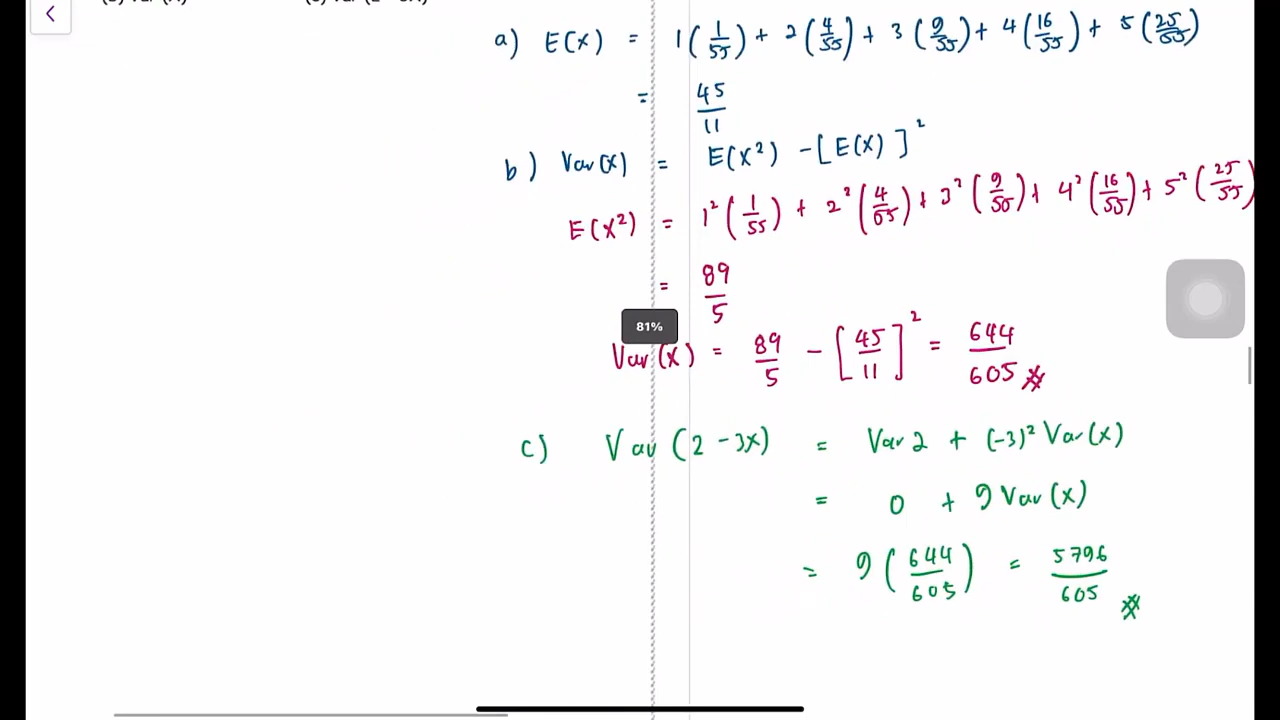 a) E(X) = 1(1/55) + 2(4/55) + 3(9/55) + 4(16/55) + 5(25/55)
= 45/11
b) Var(X) = E(X²) - [E(X)]²
E(X²) = 1²(1/55) + 2²(4/55) + 3²(9/55) + 4²(16/55) + 5²(25/55)
= 89/5
81%
Var(X) = 89/5 - [45/11]² = 644/605
c) Var(2 - 3X) = Var 2 + (-3)² Var(X)
= 0 + 9 Var(X)
= 9(644/605) = 5796/605